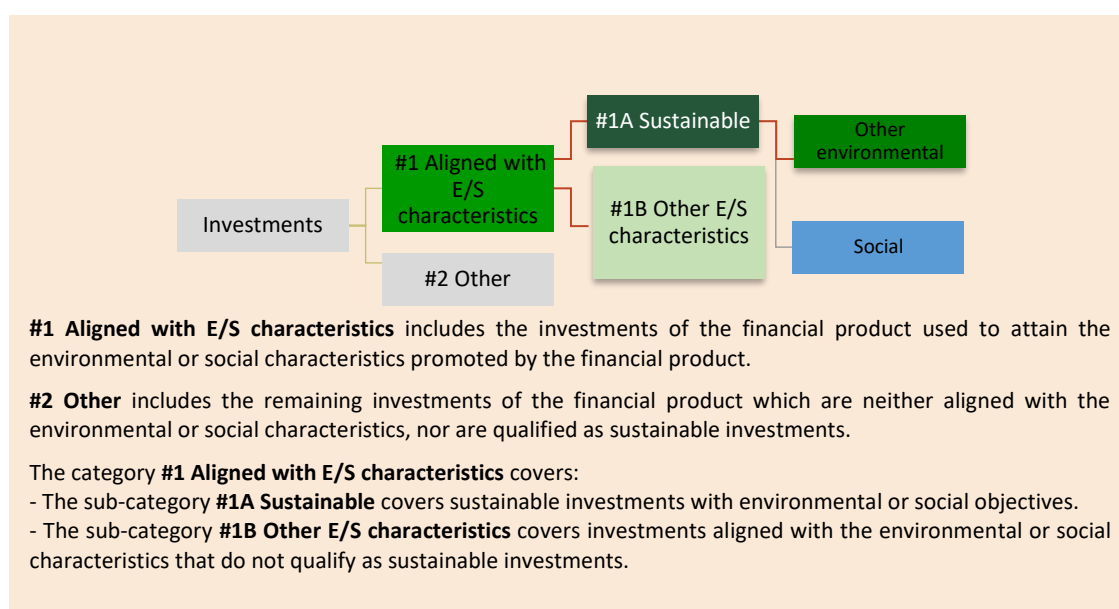 #1A Sustainable
Other
environmental
#1 Aligned with
E/S
characteristics
#1B Other E/S
characteristics
Investments
Social
#2 Other
#1 Aligned with E/S characteristics includes the investments of the financial product used to attain the
environmental or social characteristics promoted by the financial product.
#2 Other includes the remaining investments of the financial product which are neither aligned with the
environmental or social characteristics, nor are qualified as sustainable investments.
The category #1 Aligned with E/S characteristics covers:
- The sub-category #1A Sustainable covers sustainable investments with environmental or social objectives.
- The sub-category #1B Other E/S characteristics covers investments aligned with the environmental or social
characteristics that do not qualify as sustainable investments.